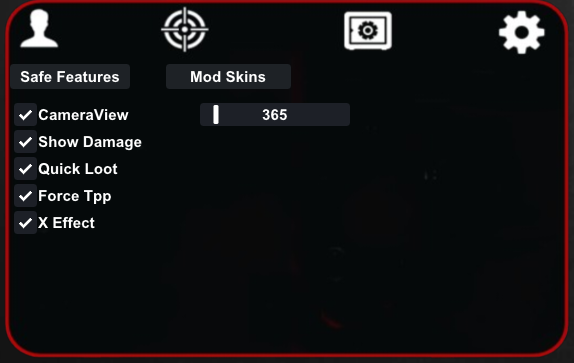 Safe Features Mod Skins
CameraView 365
Show Damage
Quick Loot
Force Tpp
X Effect